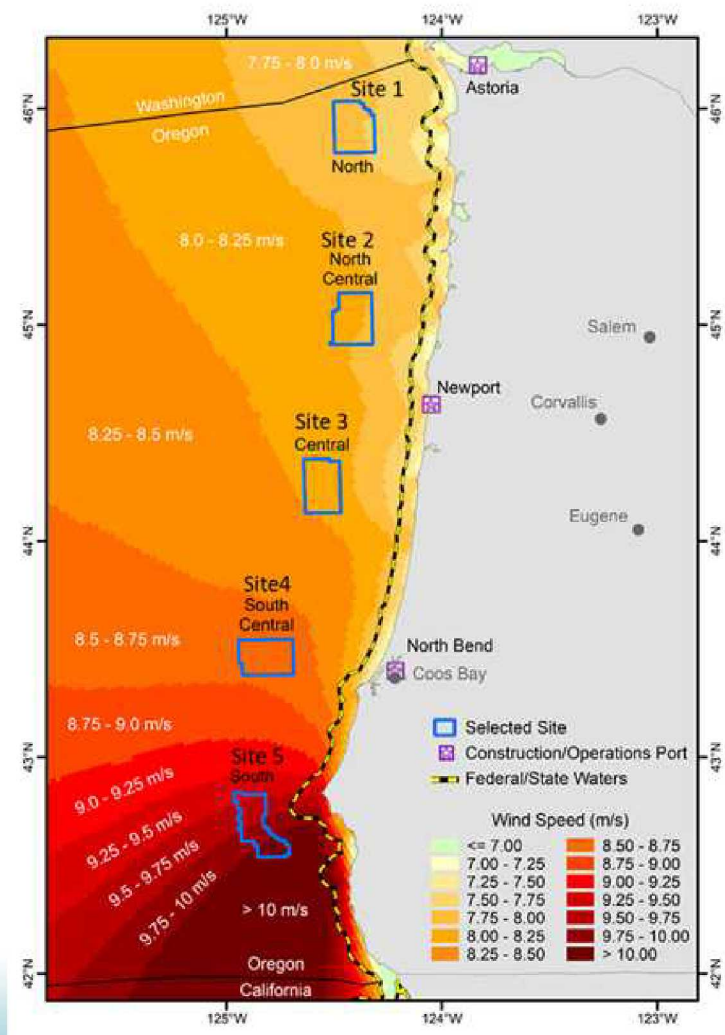 125°W 124°W 123°W
46°N
46°N
7.75 - 8.0 m/s
Astoria
Washington
Oregon
Site 1
North
8.0 - 8.25 m/s
Site 2
North
Central
45°N
45°N
Salem
Newport
Corvallis
Site 3
Central
8.25 - 8.5 m/s
Eugene
44°N
44°N
Site4
South
Central
8.5 - 8.75 m/s
North Bend
Coos Bay
8.75 - 9.0 m/s
Selected Site
Construction/Operations Port
Federal/State Waters
43°N
43°N
Site 5
South
9.0 - 9.25 m/s
9.25 - 9.5 m/s
9.5 - 9.75 m/s
9.75 - 10 m/s
> 10 m/s
Wind Speed (m/s)
<= 7.00
7.00 - 7.25
7.25 - 7.50
7.50 - 7.75
7.75 - 8.00
8.00 - 8.25
8.25 - 8.50
8.50 - 8.75
8.75 - 9.00
9.00 - 9.25
9.25 - 9.50
9.50 - 9.75
9.75 - 10.00
> 10.00
Oregon
California
42°N
42°N
125°W 124°W 123°W